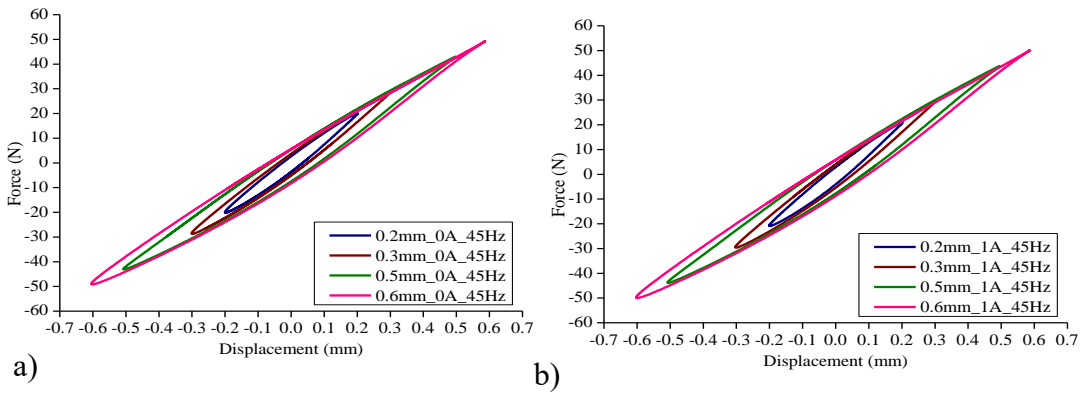 60
50
40
30
20
10
0
-10
-20
-30
-40
-50
-60
Force (N)
-0.7 -0.6 -0.5 -0.4 -0.3 -0.2 -0.1 0.0 0.1 0.2 0.3 0.4 0.5 0.6 0.7
Displacement (mm)
0.2mm_0A_45Hz
0.3mm_0A_45Hz
0.5mm_0A_45Hz
0.6mm_0A_45Hz
a)
60
50
40
30
20
10
0
-10
-20
-30
-40
-50
-60
Force (N)
-0.7 -0.6 -0.5 -0.4 -0.3 -0.2 -0.1 0.0 0.1 0.2 0.3 0.4 0.5 0.6 0.7
Displacement (mm)
0.2mm_1A_45Hz
0.3mm_1A_45Hz
0.5mm_1A_45Hz
0.6mm_1A_45Hz
b)